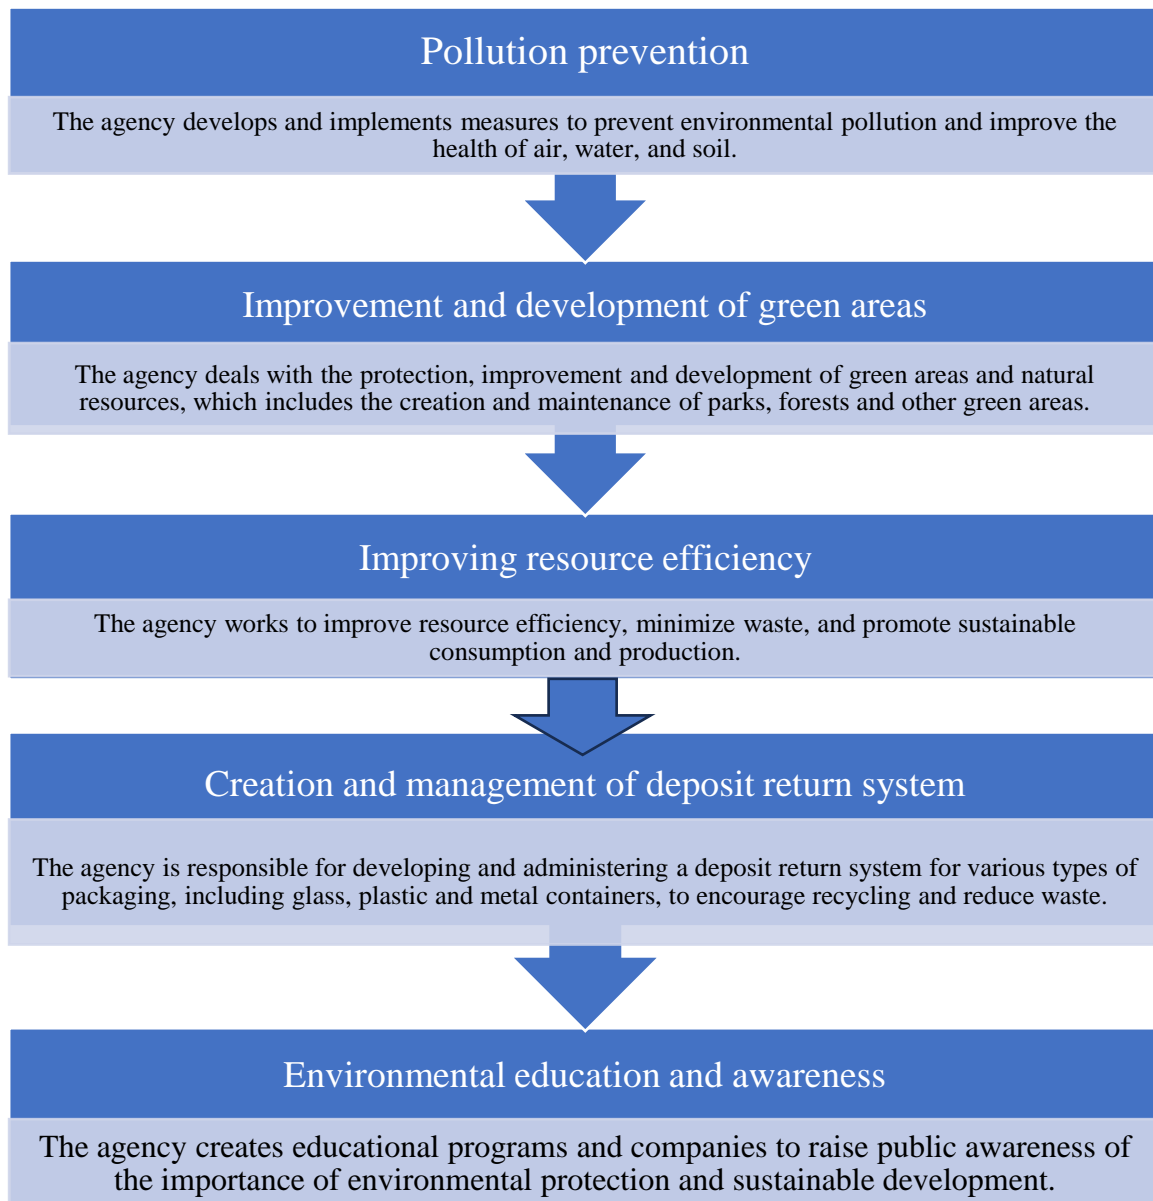 Pollution prevention
The agency develops and implements measures to prevent environmental pollution and improve the
health of air, water, and soil.
Improvement and development of green areas
The agency deals with the protection, improvement and development of green areas and natural
resources, which includes the creation and maintenance of parks, forests and other green areas.
Improving resource efficiency
The agency works to improve resource efficiency, minimize waste, and promote sustainable
consumption and production.
Creation and management of deposit return system
The agency is responsible for developing and administering a deposit return system for various types of
packaging, including glass, plastic and metal containers, to encourage recycling and reduce waste.
Environmental education and awareness
The agency creates educational programs and companies to raise public awareness of
the importance of environmental protection and sustainable development.